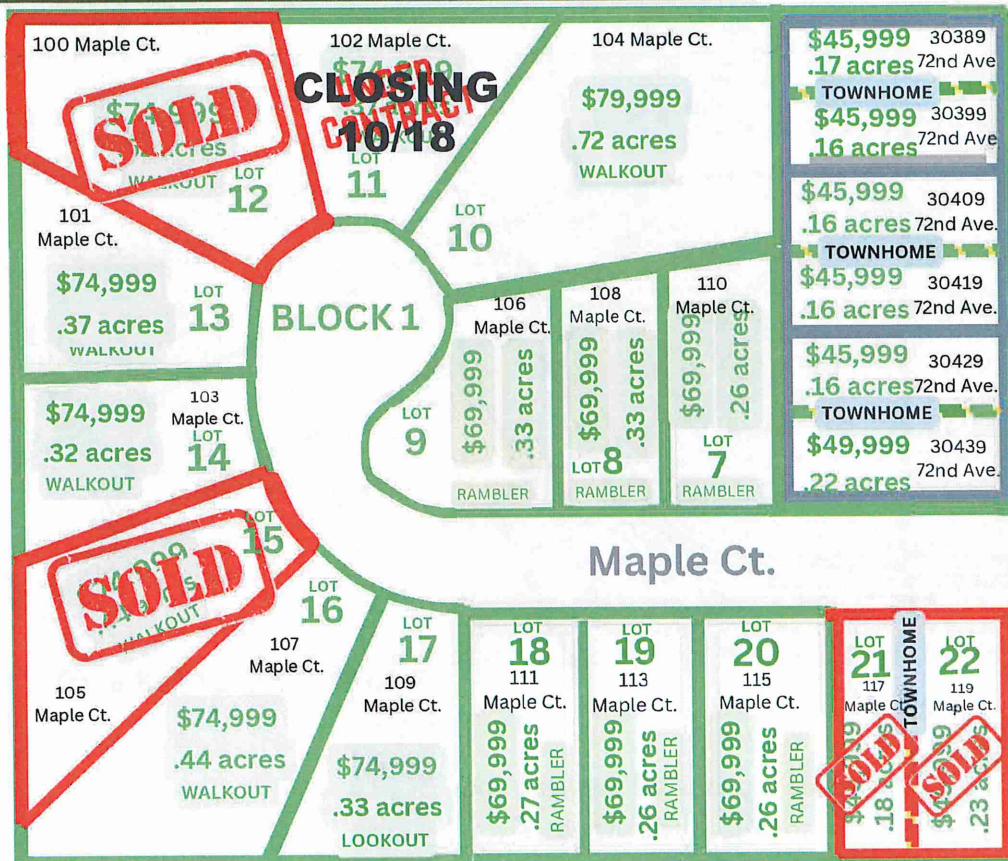 100 Maple Ct.
SOLD
WALKOUT
LOT
12
102 Maple Ct.
$74,999
UNDER
CONTRACT
CLOSING
10/18
LOT
11
104 Maple Ct.
$79,999
.72 acres
WALKOUT
LOT
10
$45,999 30389
.17 acres 72nd Ave
TOWNHOME
$45,999 30399
.16 acres 72nd Ave
$45,999 30409
.16 acres 72nd Ave.
TOWNHOME
$45,999 30419
.16 acres 72nd Ave.
$45,999 30429
.16 acres 72nd Ave.
TOWNHOME
$49,999 30439
.22 acres 72nd Ave.
101
Maple Ct.
$74,999
.37 acres
WALKOUT
LOT
13
BLOCK 1
LOT
9
106
Maple Ct.
$69,999
.33 acres
RAMBLER
108
Maple Ct.
$69,999
.33 acres
LOT 8
RAMBLER
110
Maple Ct.
$69,999
.26 acres
LOT
7
RAMBLER
103
Maple Ct.
$74,999
.32 acres
WALKOUT
LOT
14
LOT
15
SOLD
WALKOUT
105
Maple Ct.
LOT
16
107
Maple Ct.
$74,999
.44 acres
WALKOUT
Maple Ct.
LOT
17
109
Maple Ct.
$74,999
.33 acres
LOOKOUT
LOT
18
111
Maple Ct.
$69,999
.27 acres
RAMBLER
LOT
19
113
Maple Ct.
$69,999
.26 acres
RAMBLER
LOT
20
115
Maple Ct.
$69,999
.26 acres
RAMBLER
LOT
21
117
Maple Ct
SOLD
.18 acres
TOWNHOME
LOT
22
119
Maple Ct.
SOLD
.23 acres